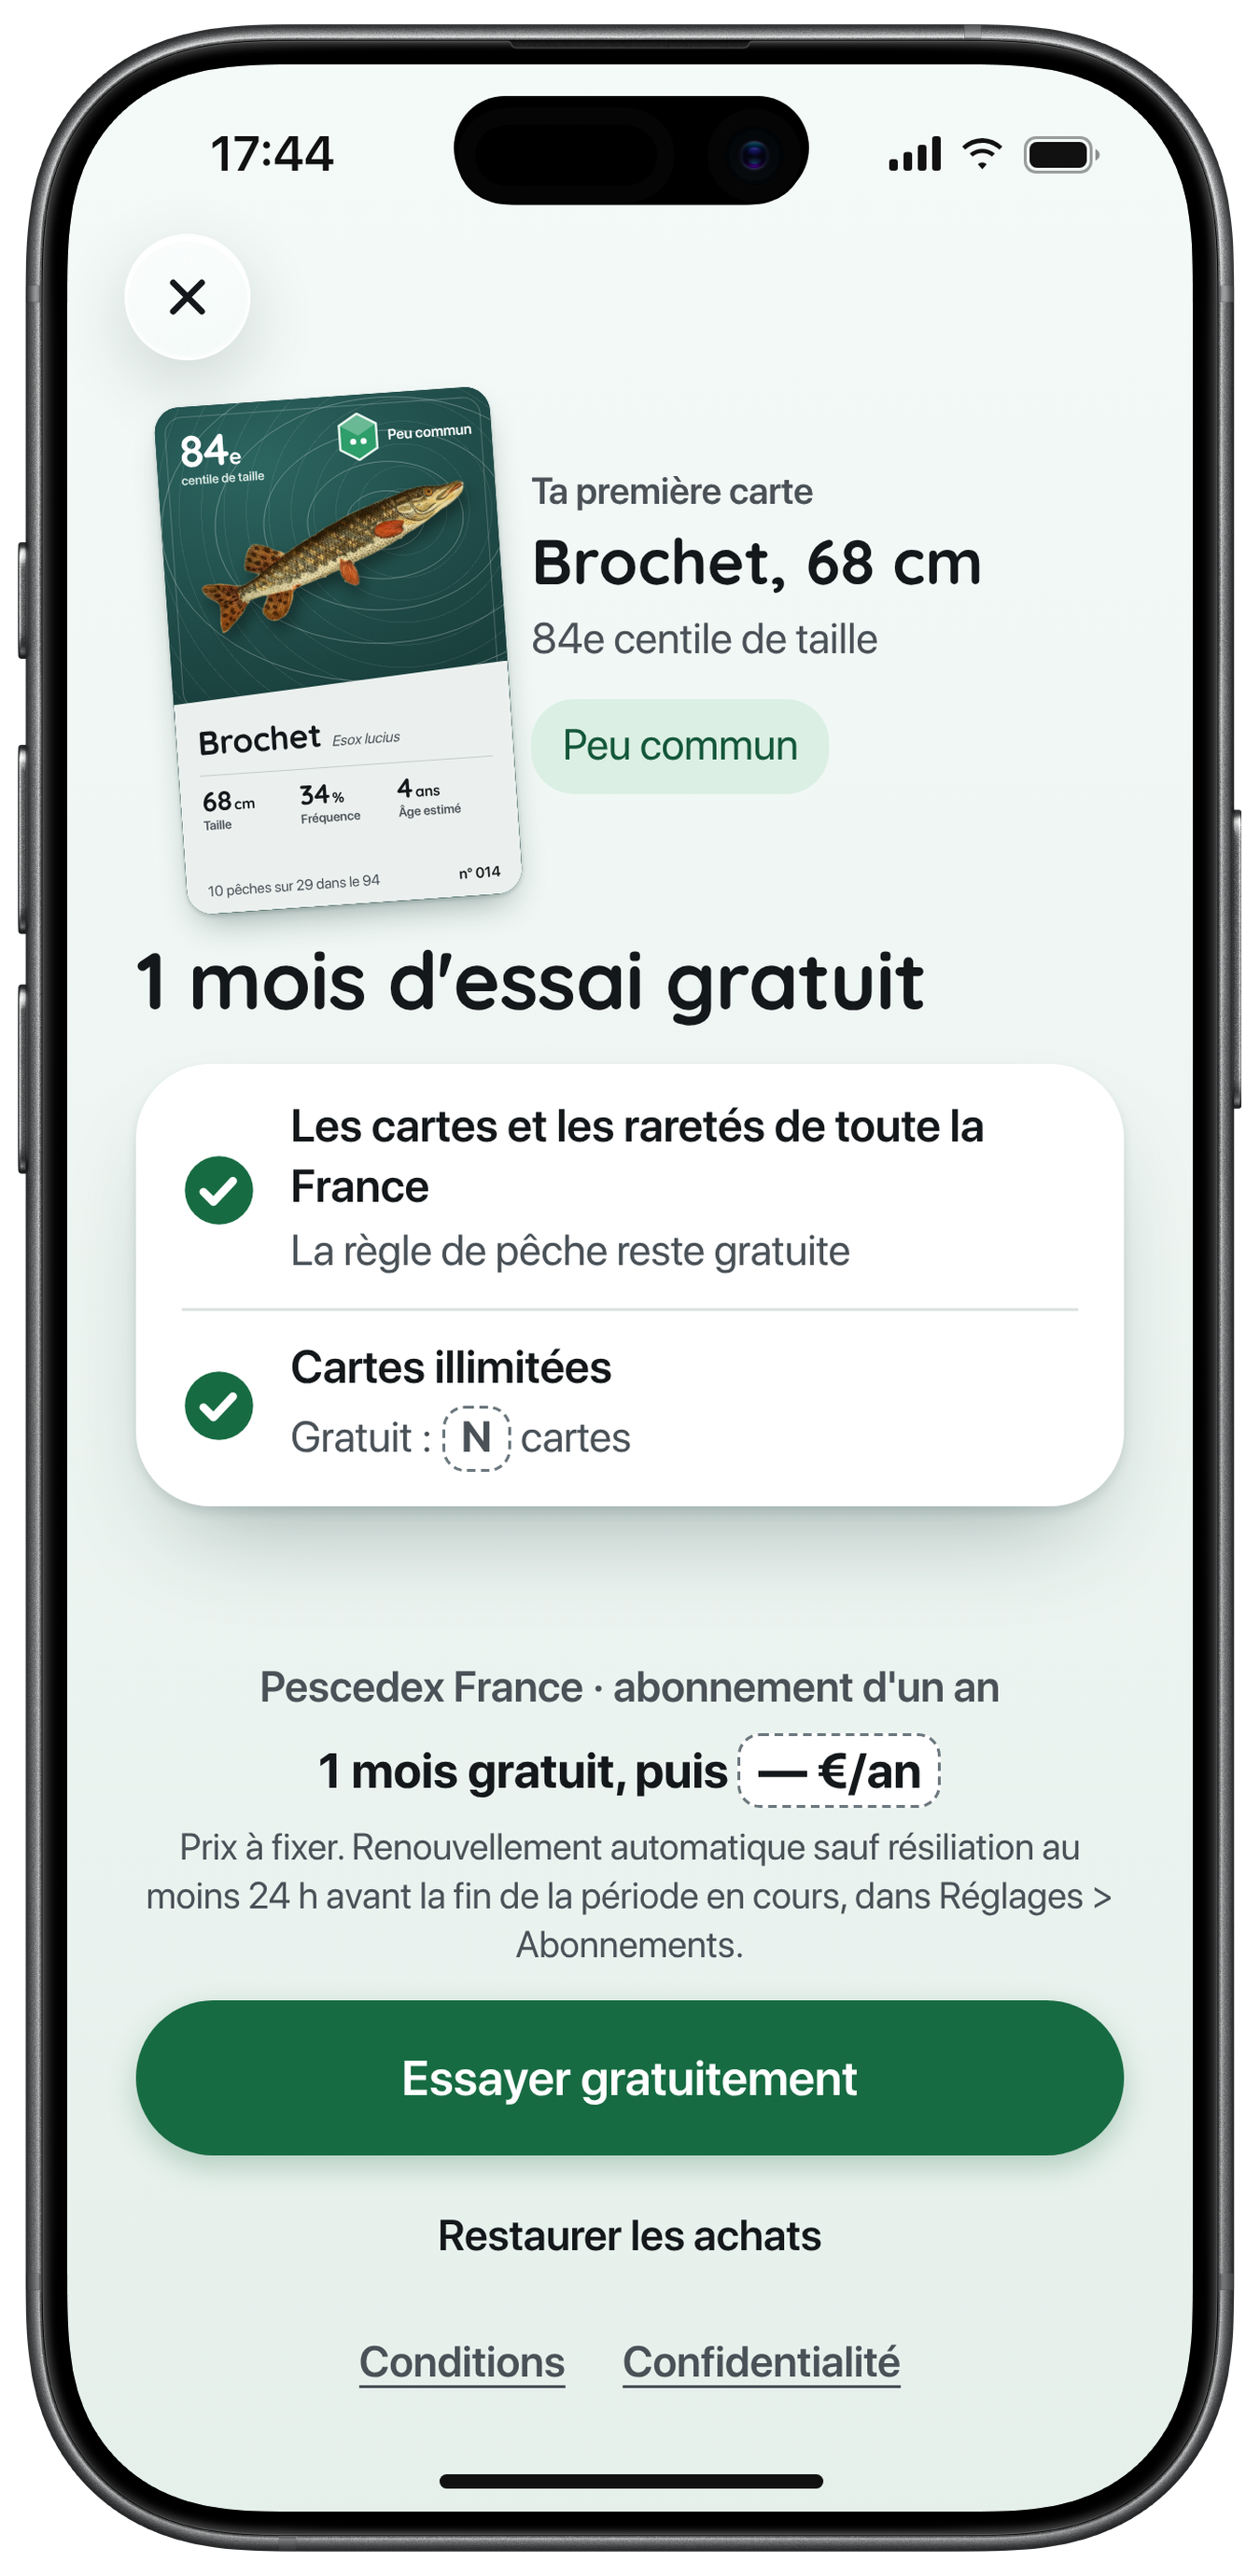 17:44
84e
centile de taille
Peu commun
Brochet Esox lucius
68 cm 34 % 4 ans
Taille Fréquence Âge estimé
10 pêches sur 29 dans le 94 n° 014
Ta première carte
Brochet, 68 cm
84e centile de taille
Peu commun
1 mois d'essai gratuit
Les cartes et les raretés de toute la
France
La règle de pêche reste gratuite
Cartes illimitées
Gratuit : N cartes
Pescedex France · abonnement d'un an
1 mois gratuit, puis — €/an
Prix à fixer. Renouvellement automatique sauf résiliation au
moins 24 h avant la fin de la période en cours, dans Réglages >
Abonnements.
Essayer gratuitement
Restaurer les achats
Conditions Confidentialité